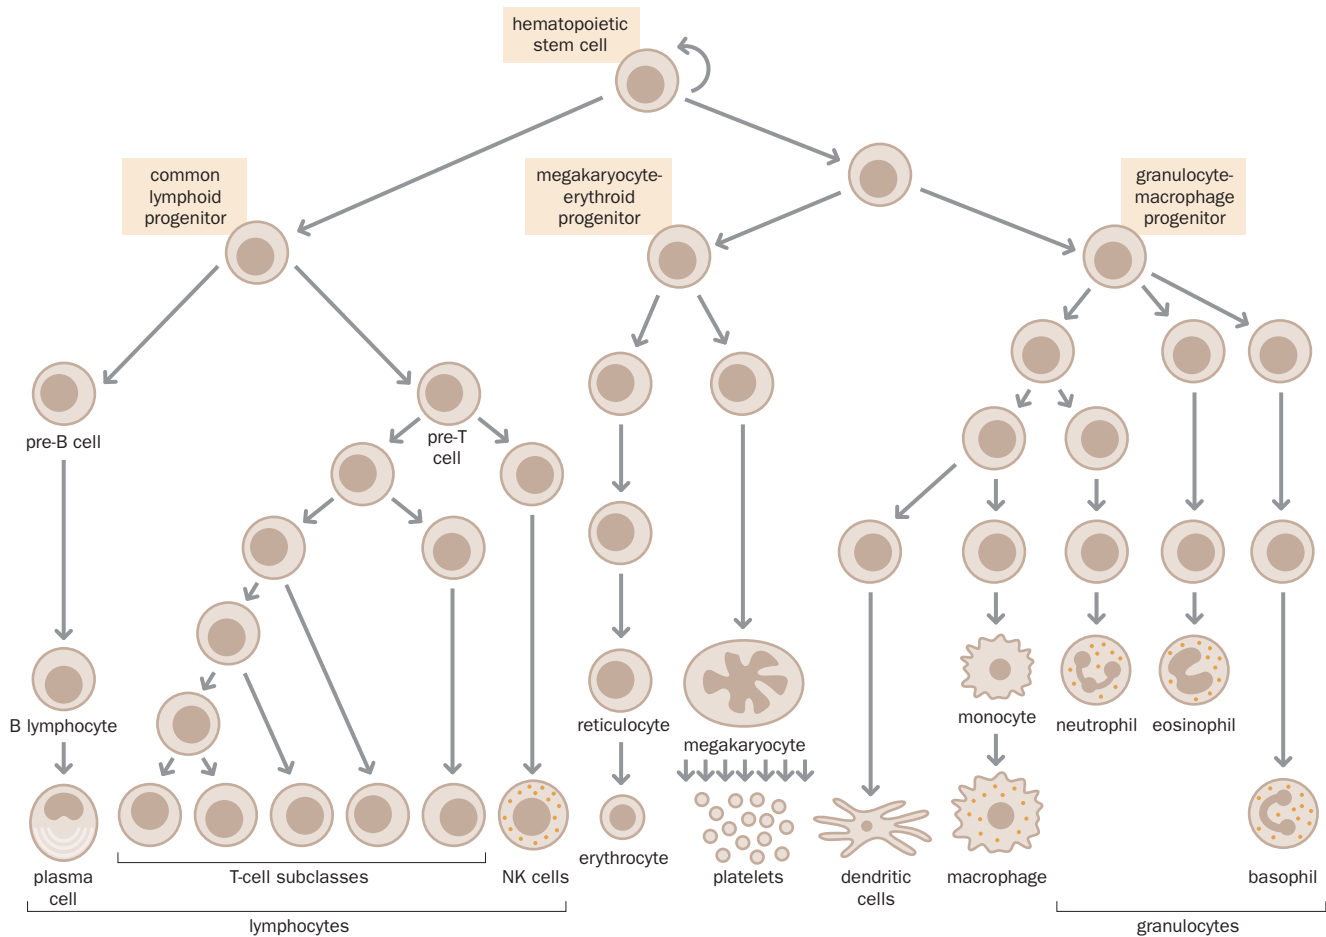 hematopoietic
stem cell
common
lymphoid
progenitor
megakaryocyte-
erythroid
progenitor
granulocyte-
macrophage
progenitor
pre-B cell
pre-T
cell
B lymphocyte
reticulocyte
megakaryocyte
monocyte
neutrophil
eosinophil
erythrocyte
plasma
cell
T-cell subclasses
NK cells
platelets
dendritic
cells
macrophage
basophil
lymphocytes
granulocytes